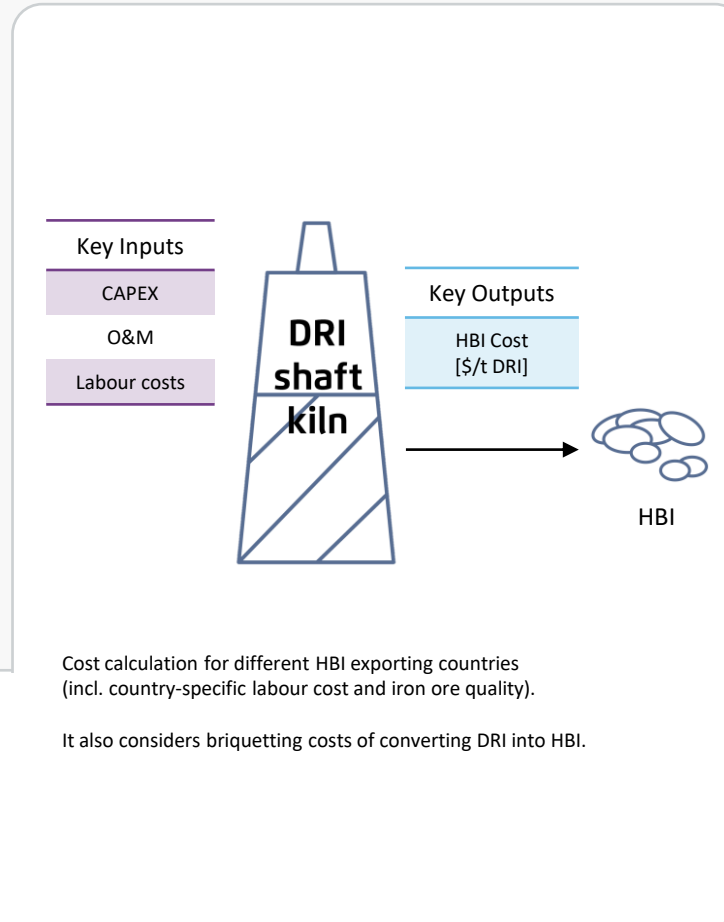 Key Inputs
CAPEX
O&M
Labour costs
DRI
shaft
kiln
Key Outputs
HBI Cost
[$/t DRI]
HBI
Cost calculation for different HBI exporting countries
(incl. country-specific labour cost and iron ore quality).
It also considers briquetting costs of converting DRI into HBI.